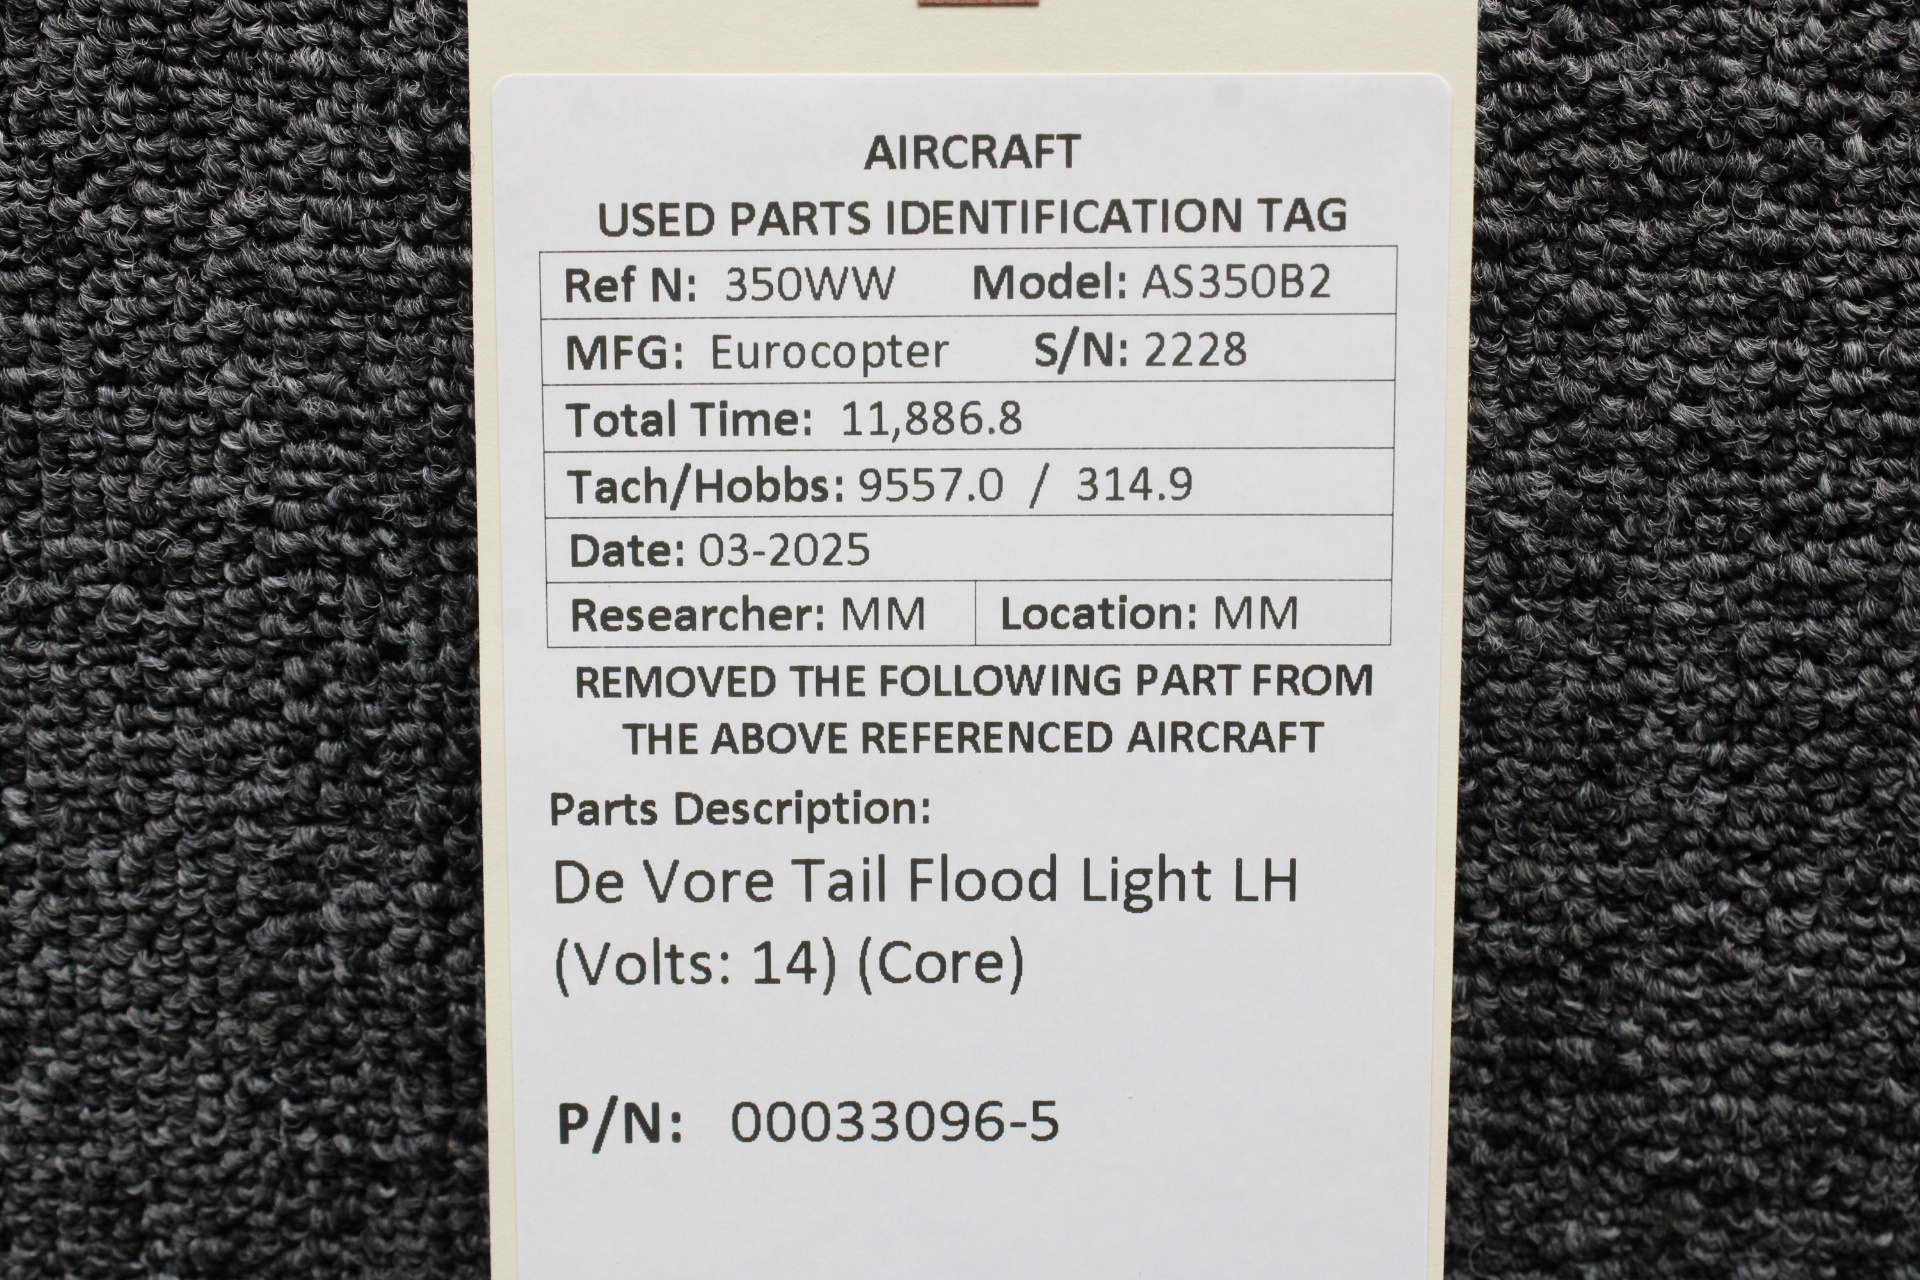 AIRCRAFT
USED PARTS IDENTIFICATION TAG
Ref N: 350WW Model: AS350B2
MFG: Eurocopter S/N: 2228
Total Time: 11,886.8
Tach/Hobbs: 9557.0 / 314.9
Date: 03-2025
Researcher: MM Location: MM
REMOVED THE FOLLOWING PART FROM
THE ABOVE REFERENCED AIRCRAFT
Parts Description:
De Vore Tail Flood Light LH
(Volts: 14) (Core)
P/N: 00033096-5